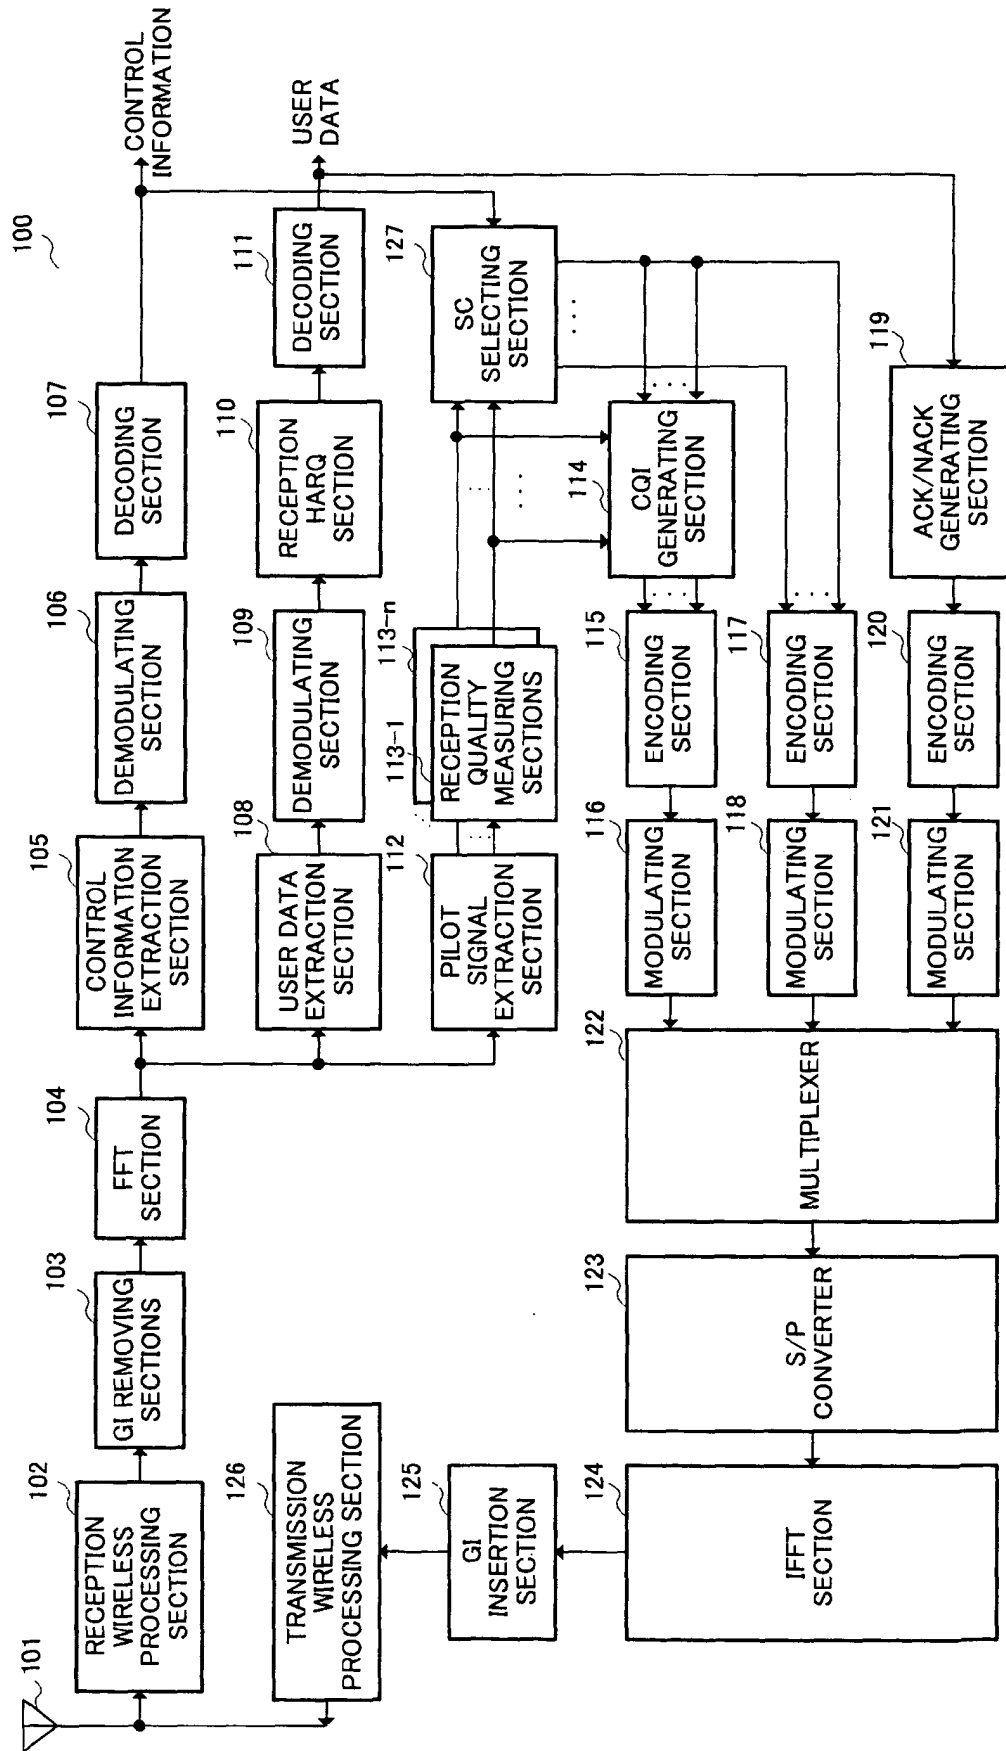 100
101
102
RECEPTION
WIRELESS
PROCESSING
SECTION
103
GI REMOVING
SECTIONS
104
FFT
SECTION
105
CONTROL
INFORMATION
EXTRACTION
SECTION
106
DEMODULATING
SECTION
107
DECODING
SECTION
CONTROL
INFORMATION
108
USER DATA
EXTRACTION
SECTION
109
DEMODULATING
SECTION
110
RECEPTION
HARQ
SECTION
111
DECODING
SECTION
USER
DATA
112
PILOT
SIGNAL
EXTRACTION
SECTION
113-n
113-1
RECEPTION
QUALITY
MEASURING
SECTIONS
127
SC
SELECTING
SECTION
114
CQI
GENERATING
SECTION
126
TRANSMISSION
WIRELESS
PROCESSING SECTION
125
GI
INSERTION
SECTION
124
IFFT
SECTION
123
S/P
CONVERTER
122
MULTIPLEXER
116
MODULATING
SECTION
115
ENCODING
SECTION
118
MODULATING
SECTION
117
ENCODING
SECTION
121
MODULATING
SECTION
120
ENCODING
SECTION
119
ACK/NACK
GENERATING
SECTION